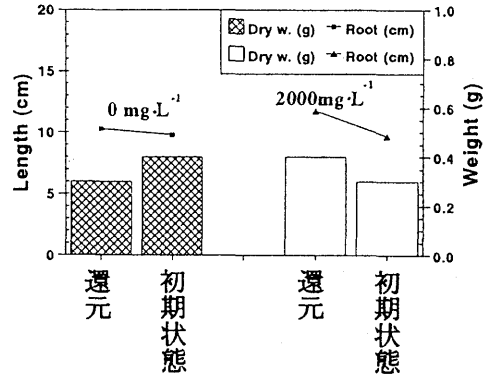 20
15
10
5
0
Length (cm)
Dry w. (g) Root (cm)
Dry w. (g) Root (cm)
0 mg·L⁻¹
2000mg·L⁻¹
1.0
0.8
0.6
0.4
0.2
0.0
Weight (g)
還元
初期状態
還元
初期状態